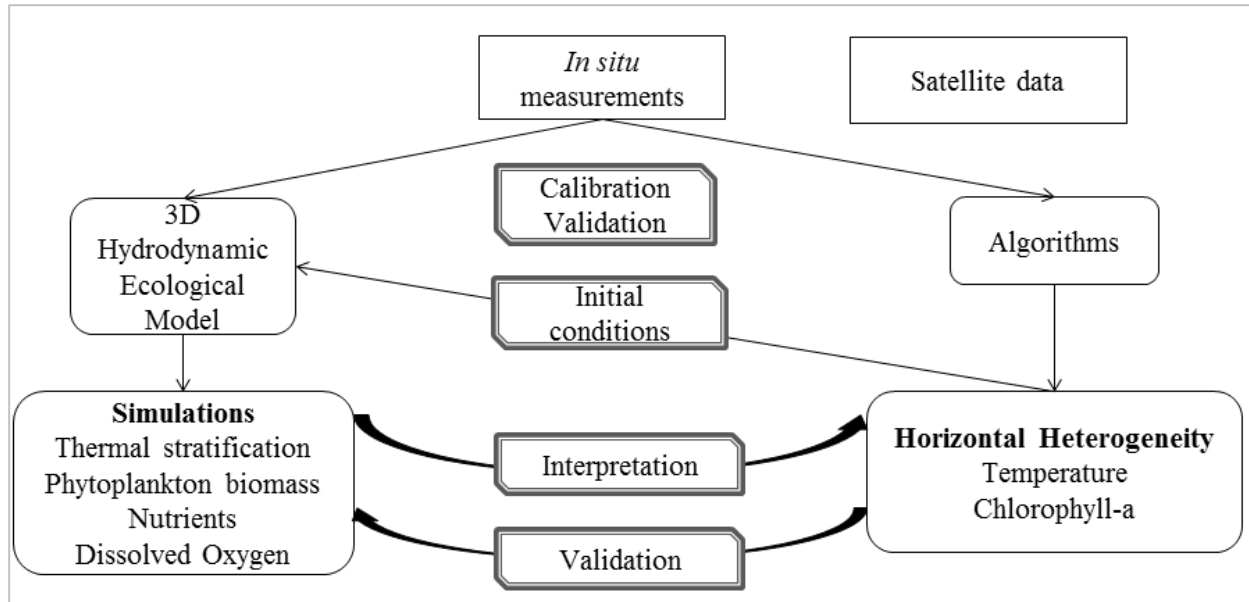 In situ
measurements
Satellite data
Calibration
Validation
3D
Hydrodynamic
Ecological
Model
Algorithms
Initial
conditions
Simulations
Thermal stratification
Phytoplankton biomass
Nutrients
Dissolved Oxygen
Interpretation
Validation
Horizontal Heterogeneity
Temperature
Chlorophyll-a